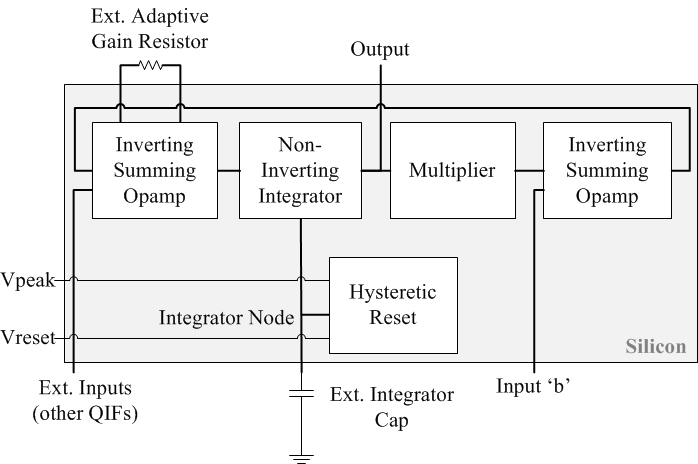 Ext. Adaptive
Gain Resistor
Output
Inverting
Summing
Opamp
Non-
Inverting
Integrator
Multiplier
Inverting
Summing
Opamp
Vpeak
Hysteretic
Reset
Integrator Node
Vreset
Silicon
Ext. Inputs
(other QIFs)
Ext. Integrator
Cap
Input ‘b’